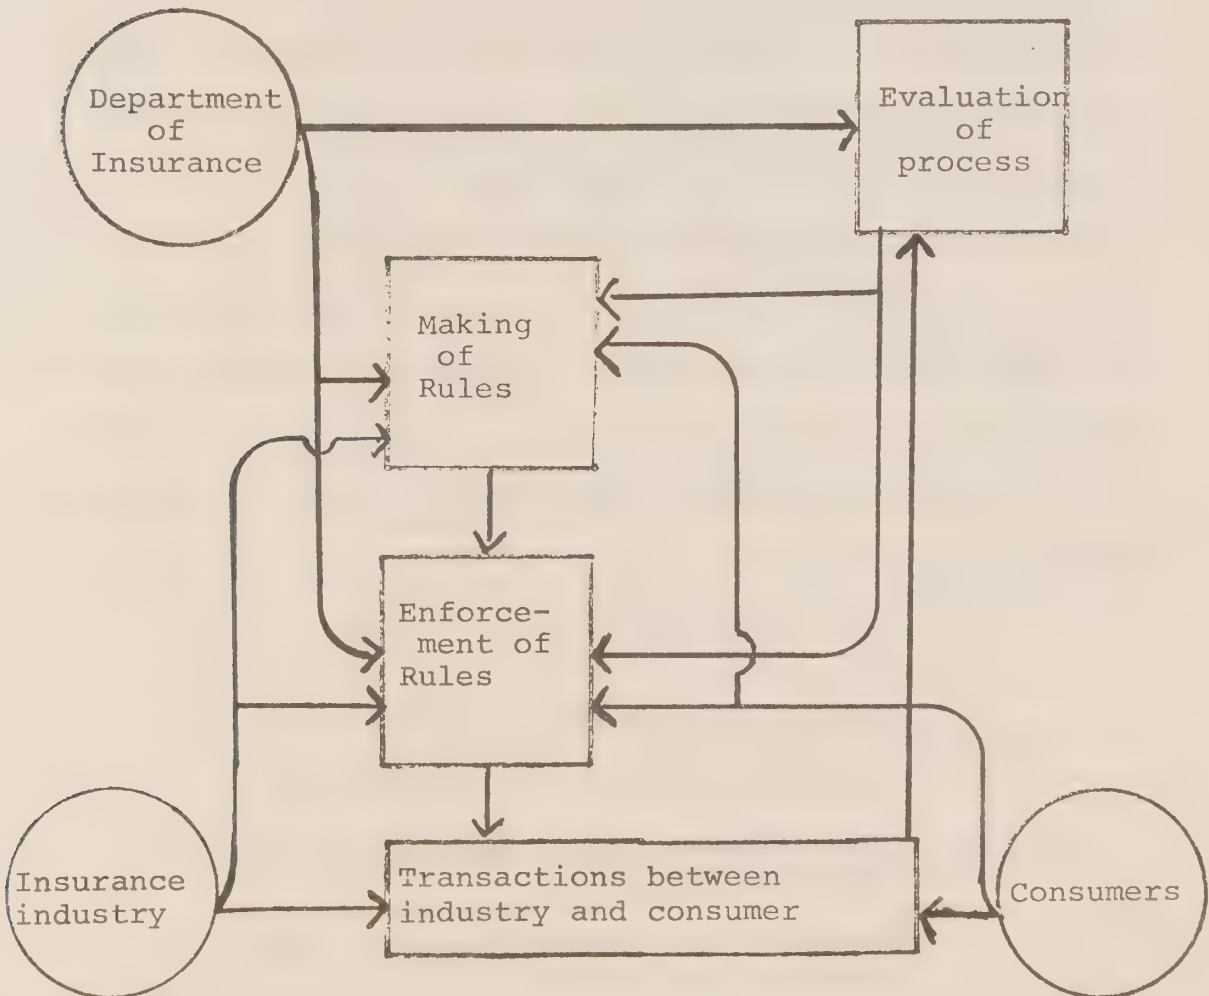 Department
of
Insurance
Evaluation
of
process
Making
of
Rules
Enforce-
ment of
Rules
Insurance
industry
Transactions between
industry and consumer
Consumers